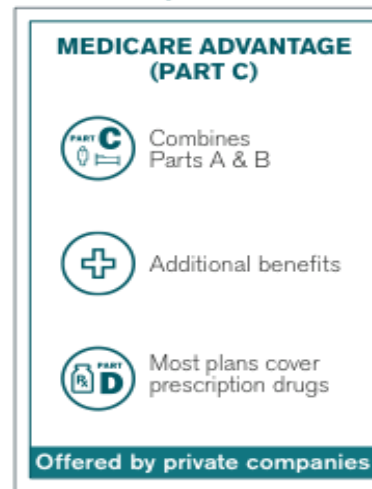 MEDICARE ADVANTAGE
(PART C)
PART C
Combines
Parts A & B
Additional benefits
Rx PART
D
Most plans cover
prescription drugs
Offered by private companies